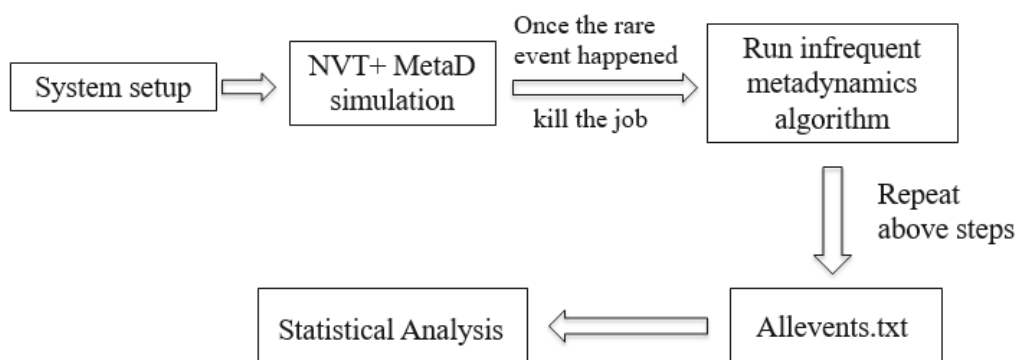 System setup
NVT+ MetaD
simulation
Once the rare
event happened
kill the job
Run infrequent
metadynamics
algorithm
Repeat
above steps
Allevents.txt
Statistical Analysis